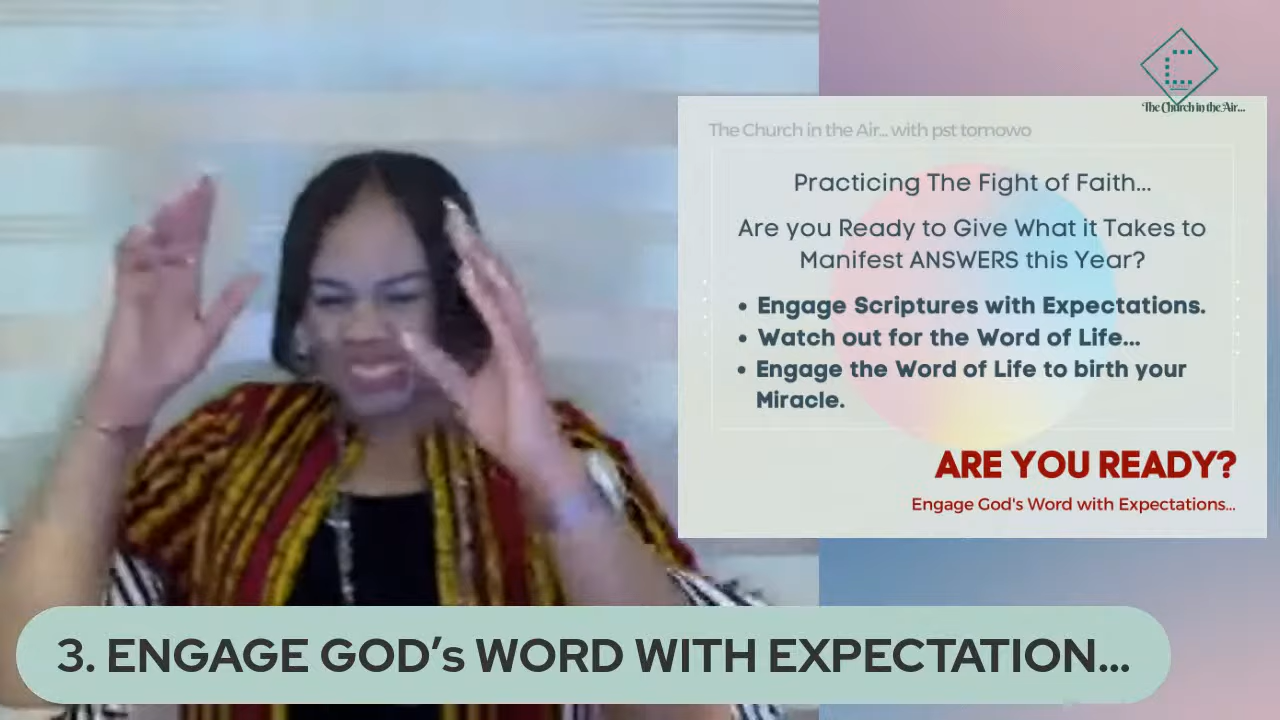 The Church in the Air...
The Church in the Air... with pst tomowo
Practicing The Fight of Faith...
Are you Ready to Give What it Takes to
Manifest ANSWERS this Year?
• Engage Scriptures with Expectations.
• Watch out for the Word of Life...
• Engage the Word of Life to birth your
Miracle.
ARE YOU READY?
Engage God's Word with Expectations...
3. ENGAGE GOD's WORD WITH EXPECTATION...